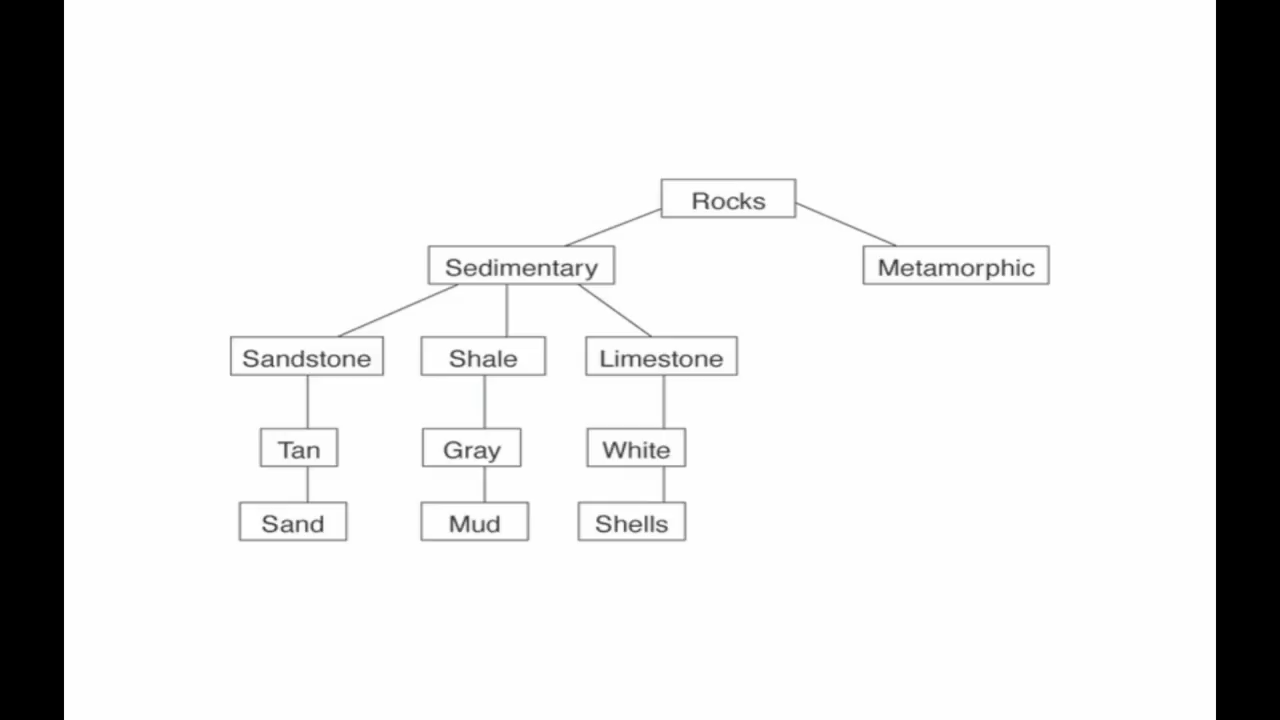 Rocks
Sedimentary
Metamorphic
Sandstone
Shale
Limestone
Tan
Gray
White
Sand
Mud
Shells